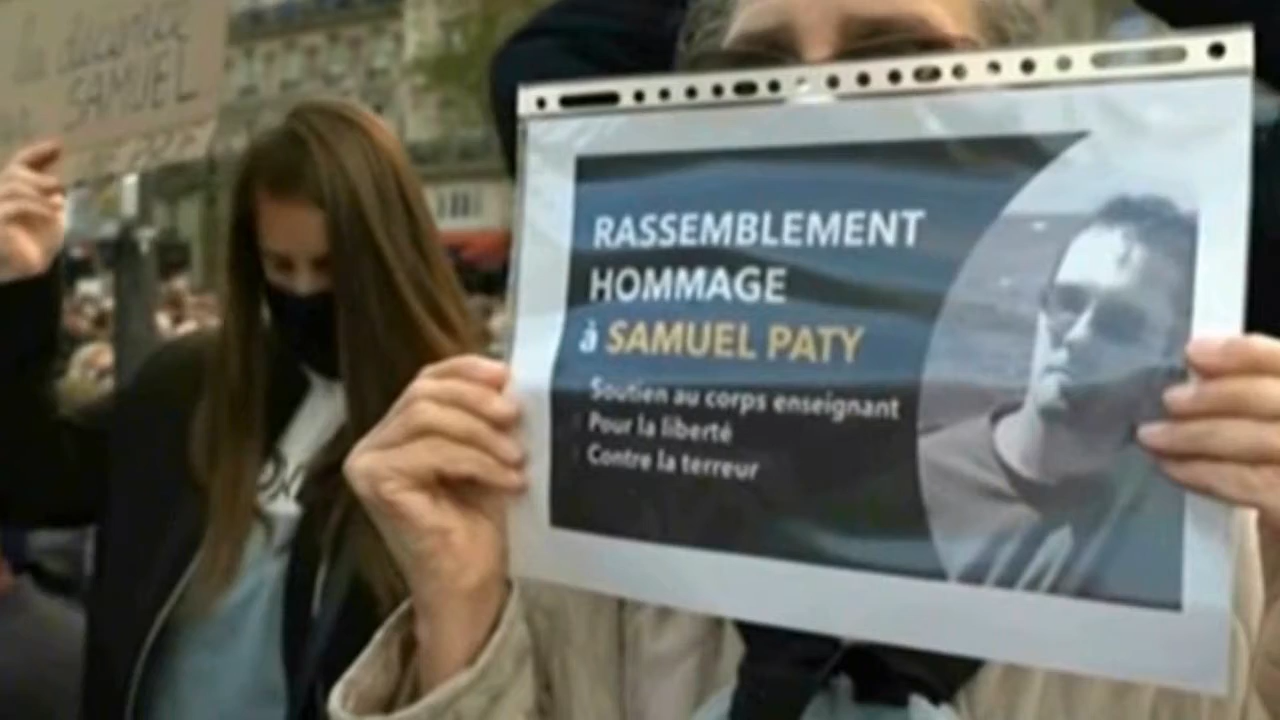 SAMUEL
RASSEMBLEMENT
HOMMAGE
à SAMUEL PATY
Soutien au corps enseignant
Pour la liberté
Contre la terreur